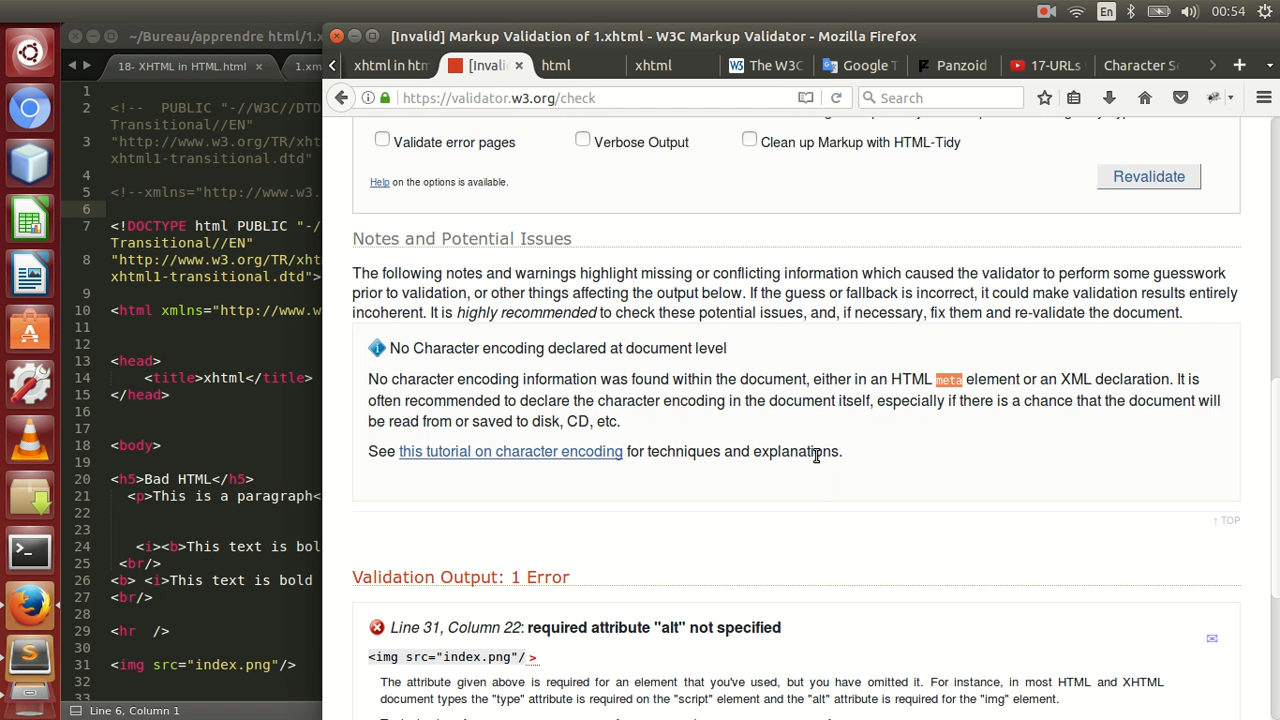 00:54
En
~/Bureau/apprendre html/1.x
[Invalid] Markup Validation of 1.xhtml - W3C Markup Validator - Mozilla Firefox
18- XHTML in HTML.html × 1.xm
xhtml in htm [Invali × html xhtml The W3C Google T Panzoid 17-URLs Character Se
https://validator.w3.org/check
Search
1
2 <!-- PUBLIC "-//W3C//DTD
Transitional//EN"
3 "http://www.w3.org/TR/xht
xhtml1-transitional.dtd"
4
5 <!--xmlns="http://www.w3.
6
7 <!DOCTYPE html PUBLIC "-/
Transitional//EN"
8 "http://www.w3.org/TR/xht
xhtml1-transitional.dtd">
9
10 <html xmlns="http://www.w
11
12
13 <head>
14 <title>xhtml</title>
15 </head>
16
17
18 <body>
19
20 <h5>Bad HTML</h5>
21 <p>This is a paragraph<
22
23
24 <i><b>This text is bol
25 <br/>
26 <b> <i>This text is bold
27 <br/>
28
29 <hr />
30
31 <img src="index.png"/>
32
33
Line 6, Column 1
Validate error pages Verbose Output Clean up Markup with HTML-Tidy
Help on the options is available.
Revalidate
Notes and Potential Issues
The following notes and warnings highlight missing or conflicting information which caused the validator to perform some guesswork
prior to validation, or other things affecting the output below. If the guess or fallback is incorrect, it could make validation results entirely
incoherent. It is highly recommended to check these potential issues, and, if necessary, fix them and re-validate the document.
No Character encoding declared at document level
No character encoding information was found within the document, either in an HTML meta element or an XML declaration. It is
often recommended to declare the character encoding in the document itself, especially if there is a chance that the document will
be read from or saved to disk, CD, etc.
See this tutorial on character encoding for techniques and explanations.
↑ TOP
Validation Output: 1 Error
Line 31, Column 22: required attribute "alt" not specified
<img src="index.png"/>
The attribute given above is required for an element that you've used, but you have omitted it. For instance, in most HTML and XHTML
document types the "type" attribute is required on the "script" element and the "alt" attribute is required for the "img" element.